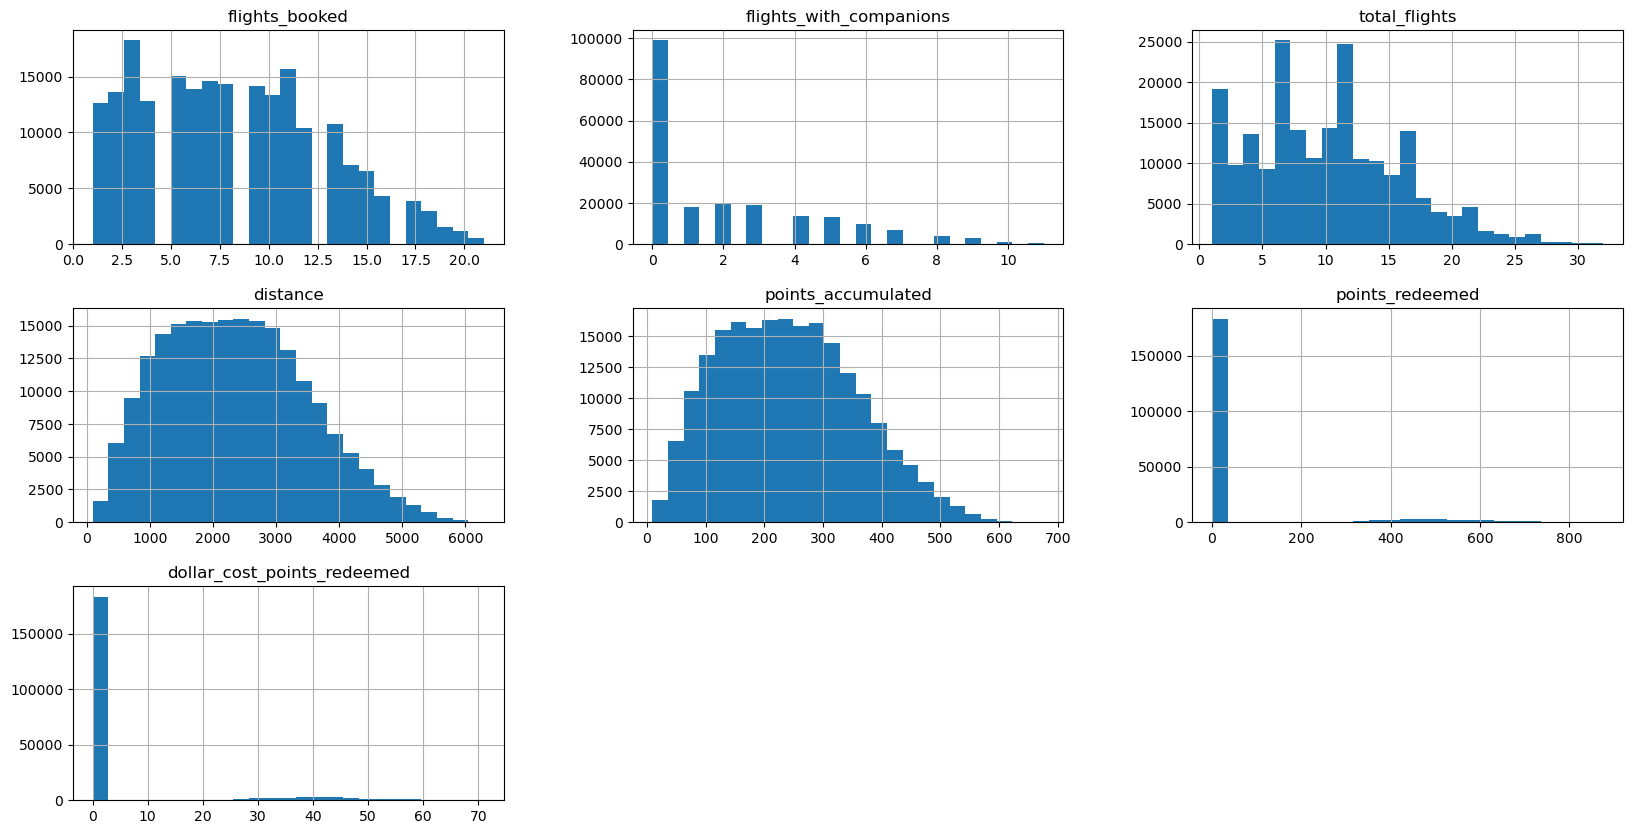 flights_booked
15000
10000
5000
0
0.0 2.5 5.0 7.5 10.0 12.5 15.0 17.5 20.0
flights_with_companions
100000
80000
60000
40000
20000
0
0 2 4 6 8 10
total_flights
25000
20000
15000
10000
5000
0
0 5 10 15 20 25 30
distance
15000
12500
10000
7500
5000
2500
0
0 1000 2000 3000 4000 5000 6000
points_accumulated
15000
12500
10000
7500
5000
2500
0
0 100 200 300 400 500 600 700
points_redeemed
150000
100000
50000
0
0 200 400 600 800
dollar_cost_points_redeemed
150000
100000
50000
0
0 10 20 30 40 50 60 70